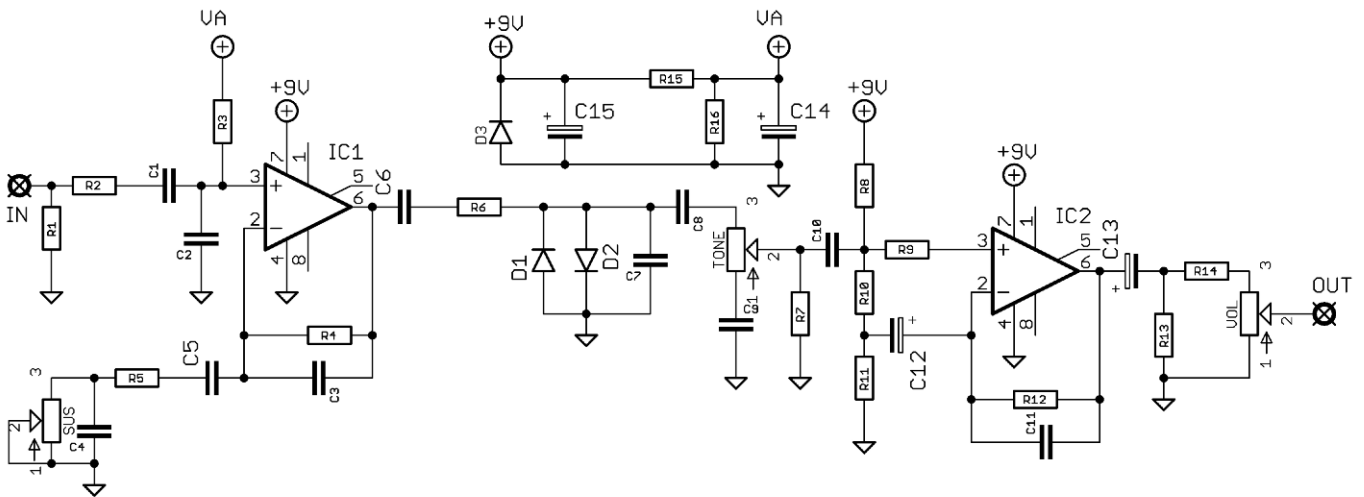 VA
+9V
R3
IC1
7
1
3
+
5
6
2
-
4
8
IN
R1
R2
C1
C2
C6
R4
C3
C5
R5
3
2
1
SUS
C4
+9V
VA
D3
+
C15
R15
R16
+
C14
R6
D1
D2
C7
C8
3
TONE
2
1
C9
R7
C10
+9V
R8
R9
R10
R11
C12
+
+9V
IC2
7
1
3
+
5
6
2
-
4
8
R12
C11
C13
+
R13
R14
3
VOL
2
1
OUT